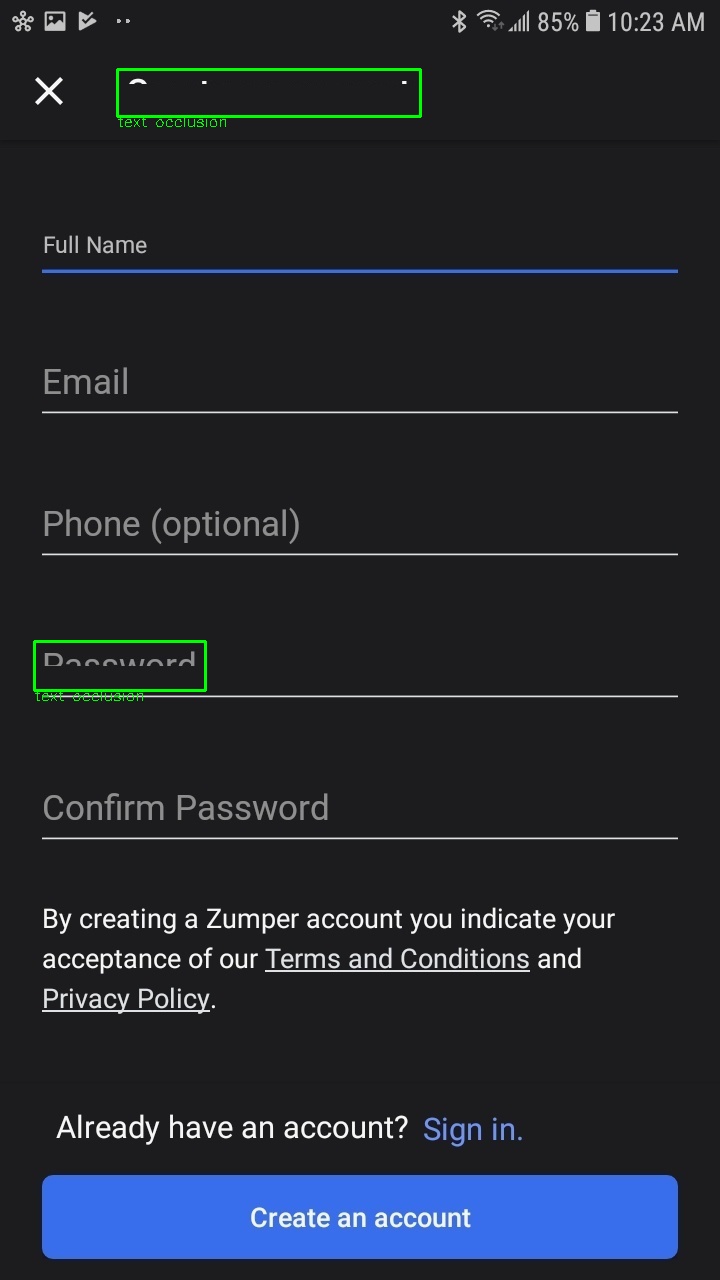 85% 10:23 AM
text occlusion
Full Name
Email
Phone (optional)
Password
text occlusion
Confirm Password
By creating a Zumper account you indicate your
acceptance of our Terms and Conditions and
Privacy Policy.
Already have an account? Sign in.
Create an account